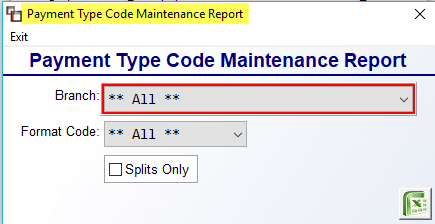 Payment Type Code Maintenance Report
Exit
Payment Type Code Maintenance Report
Branch: ** All **
Format Code: ** All **
Splits Only